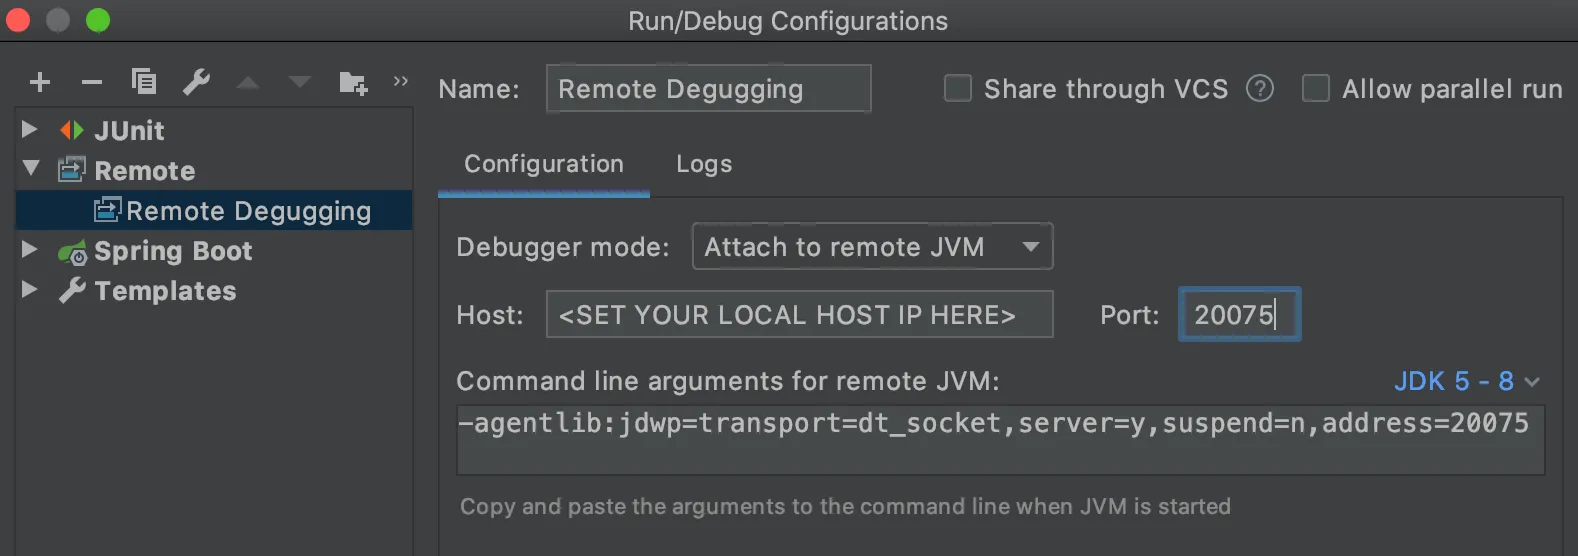 Run/Debug Configurations
Name: Remote Degugging Share through VCS ? Allow parallel run
JUnit
Remote
Remote Degugging
Spring Boot
Templates
Configuration Logs
Debugger mode: Attach to remote JVM
Host: <SET YOUR LOCAL HOST IP HERE> Port: 20075
Command line arguments for remote JVM: JDK 5 - 8
-agentlib:jdwp=transport=dt_socket,server=y,suspend=n,address=20075
Copy and paste the arguments to the command line when JVM is started